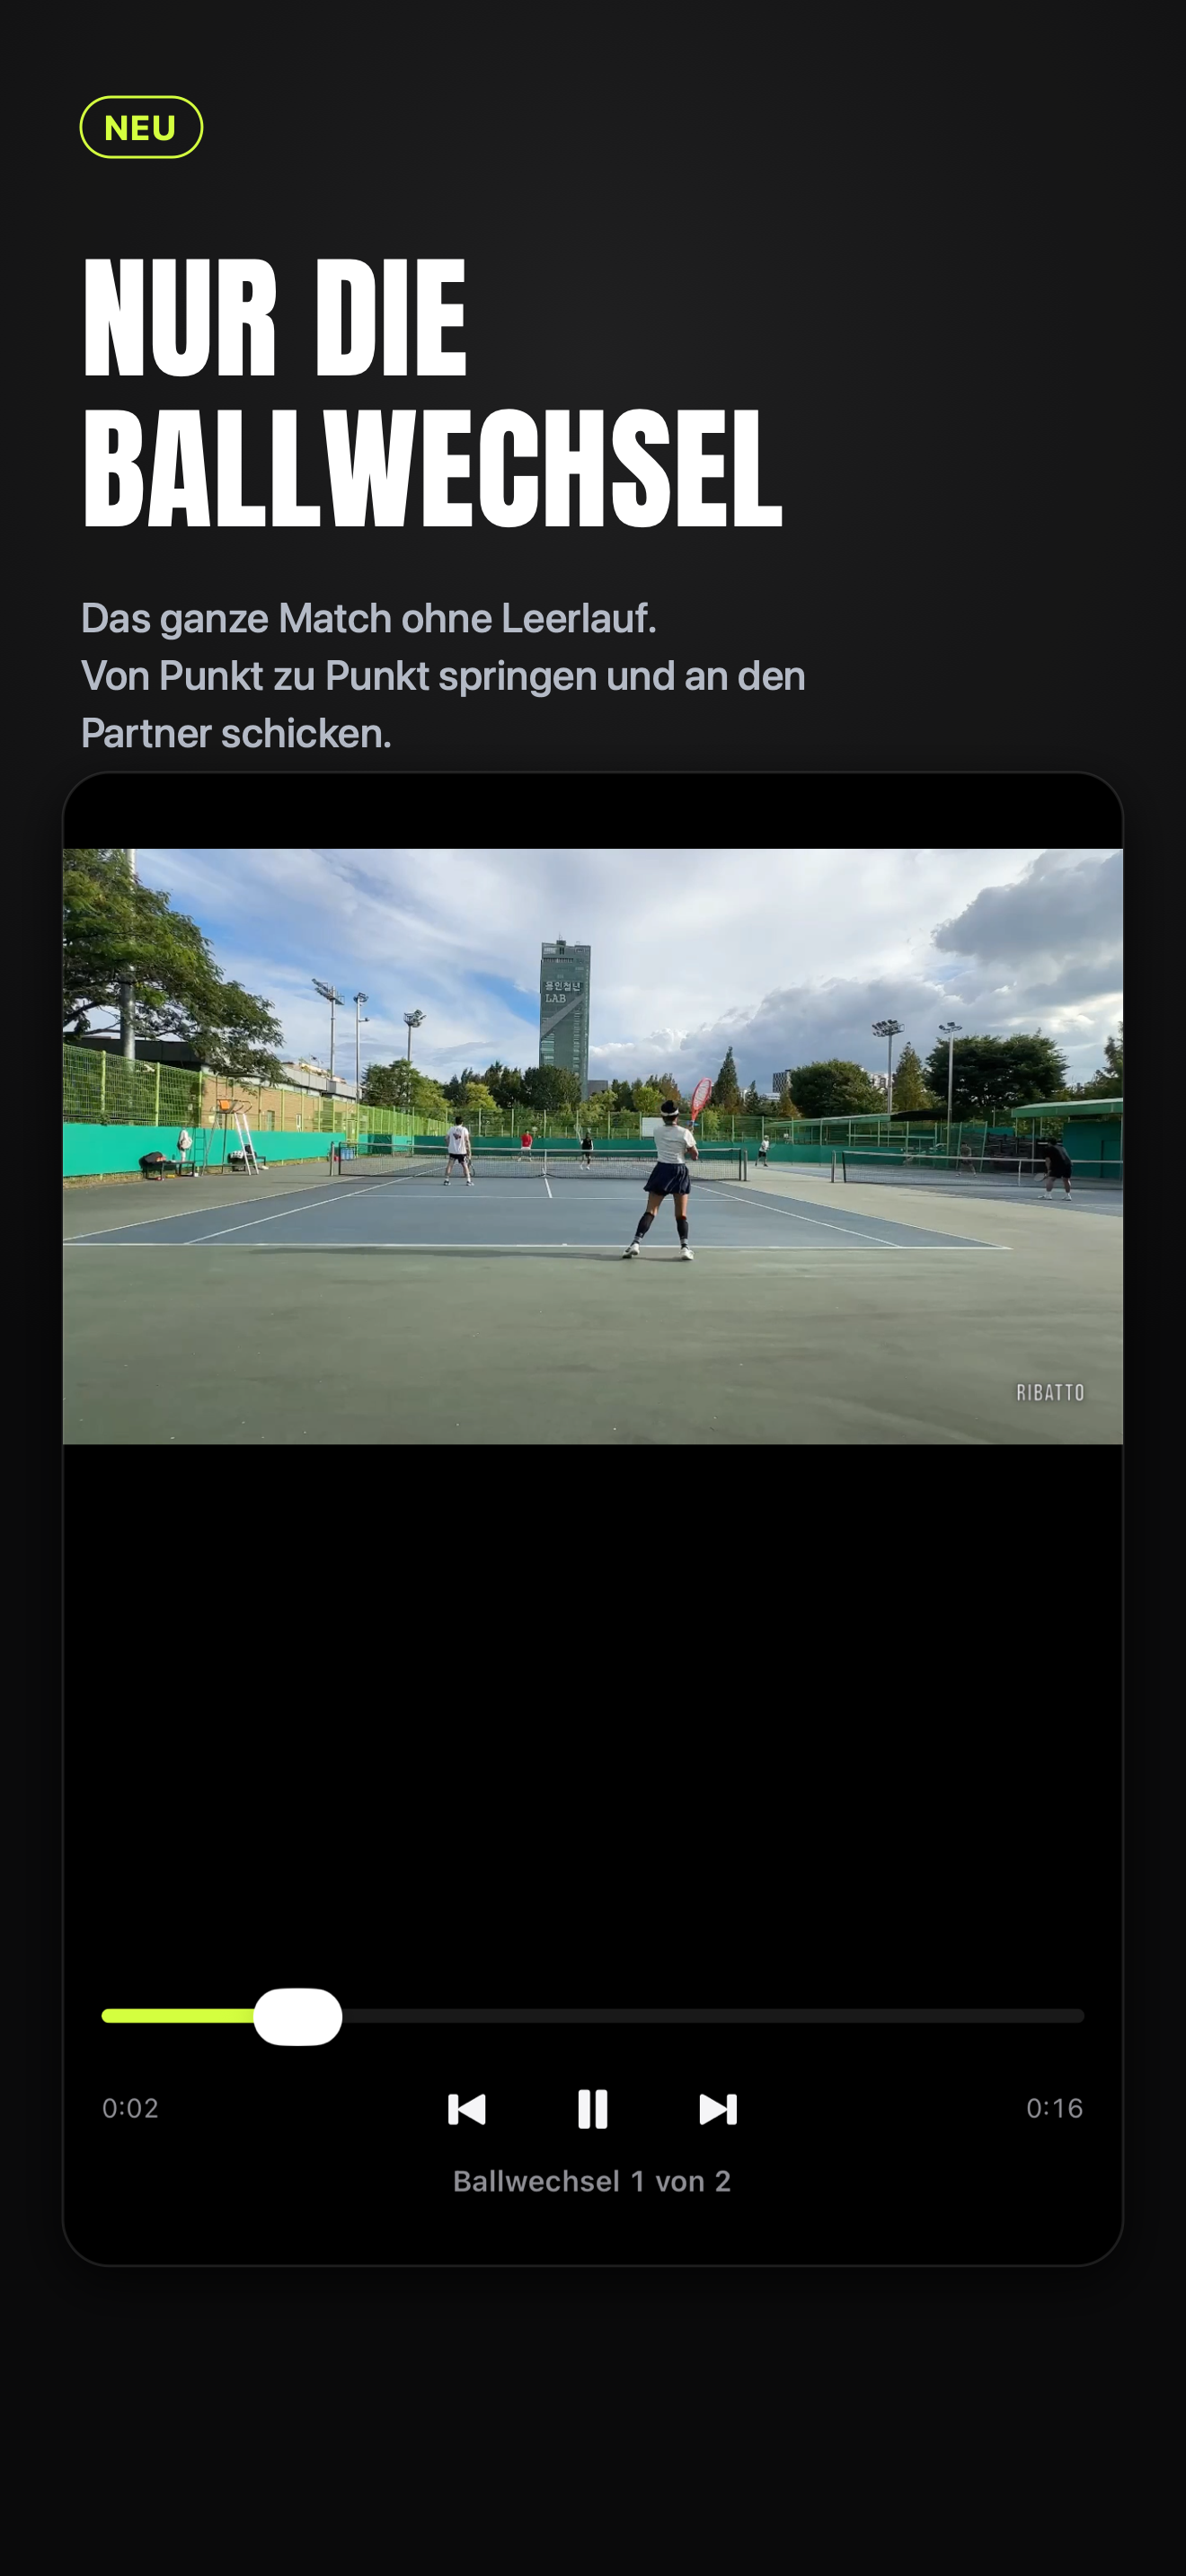 NEU
NUR DIE
BALLWECHSEL
Das ganze Match ohne Leerlauf.
Von Punkt zu Punkt springen und an den
Partner schicken.
LAB
RIBATTO
0:02
0:16
Ballwechsel 1 von 2